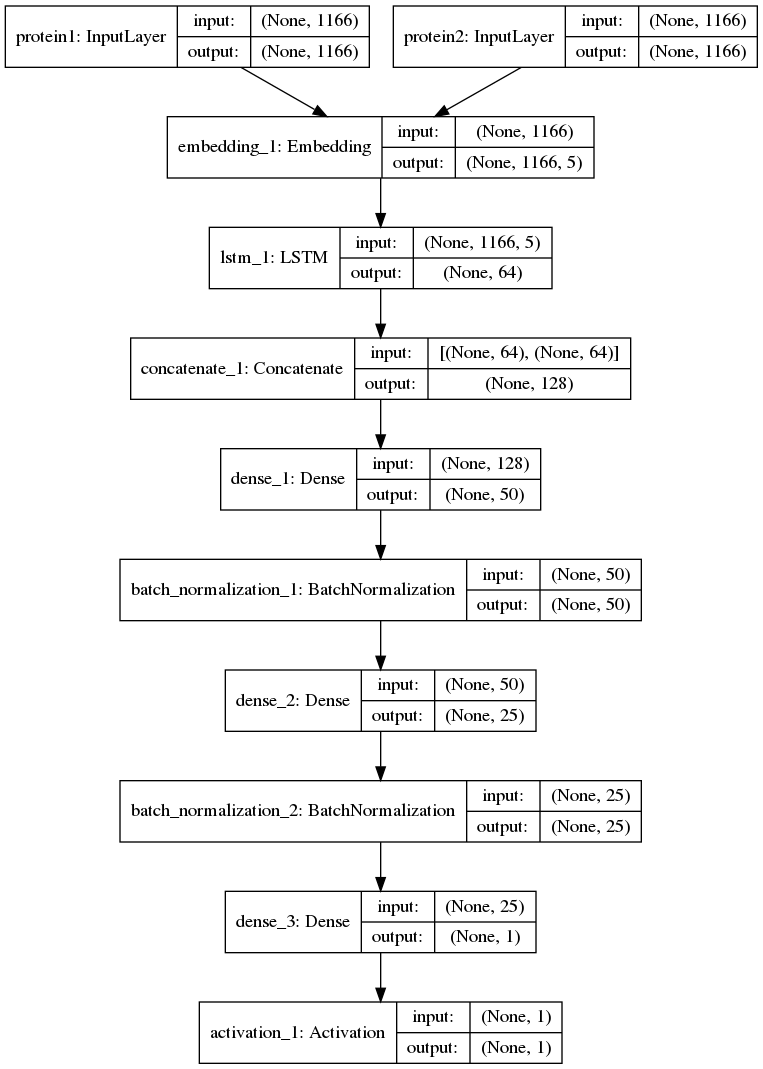 protein1: InputLayer
input: (None, 1166)
output: (None, 1166)
protein2: InputLayer
input: (None, 1166)
output: (None, 1166)
embedding_1: Embedding
input: (None, 1166)
output: (None, 1166, 5)
lstm_1: LSTM
input: (None, 1166, 5)
output: (None, 64)
concatenate_1: Concatenate
input: [(None, 64), (None, 64)]
output: (None, 128)
dense_1: Dense
input: (None, 128)
output: (None, 50)
batch_normalization_1: BatchNormalization
input: (None, 50)
output: (None, 50)
dense_2: Dense
input: (None, 50)
output: (None, 25)
batch_normalization_2: BatchNormalization
input: (None, 25)
output: (None, 25)
dense_3: Dense
input: (None, 25)
output: (None, 1)
activation_1: Activation
input: (None, 1)
output: (None, 1)